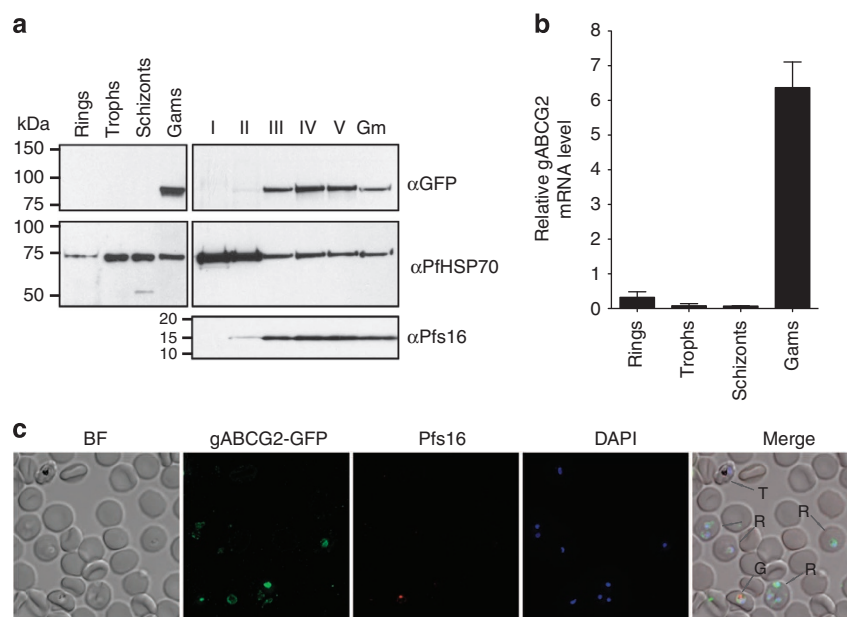 a
kDa
Rings
Trophs
Schizonts
Gams
I II III IV V Gm
150
100
75
αGFP
100
75
50
αPfHSP70
20
15
10
αPfs16
b
Relative gABCG2
mRNA level
8
7
6
5
4
3
2
1
0
Rings
Trophs
Schizonts
Gams
c
BF
gABCG2-GFP
Pfs16
DAPI
Merge
T
R
R
G
R